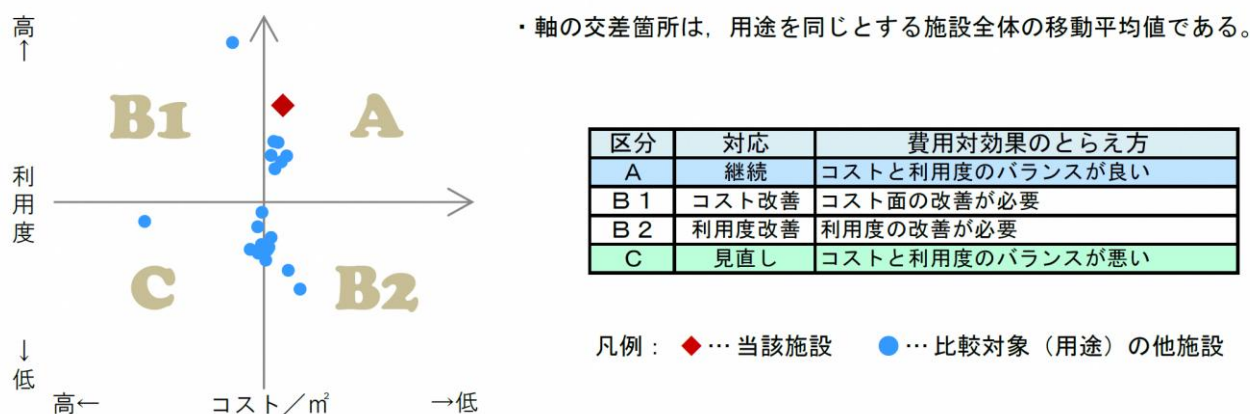 高
↑
・軸の交差箇所は，用途を同じとする施設全体の移動平均値である。
B1
A
区分 対応 費用対効果のとらえ方
A 継続 コストと利用度のバランスが良い
B1 コスト改善 コスト面の改善が必要
B2 利用度改善 利用度の改善が必要
C 見直し コストと利用度のバランスが悪い
利用度
C
B2
凡例： ◆…当該施設 ●…比較対象（用途）の他施設
↓
低
高← コスト／㎡ →低